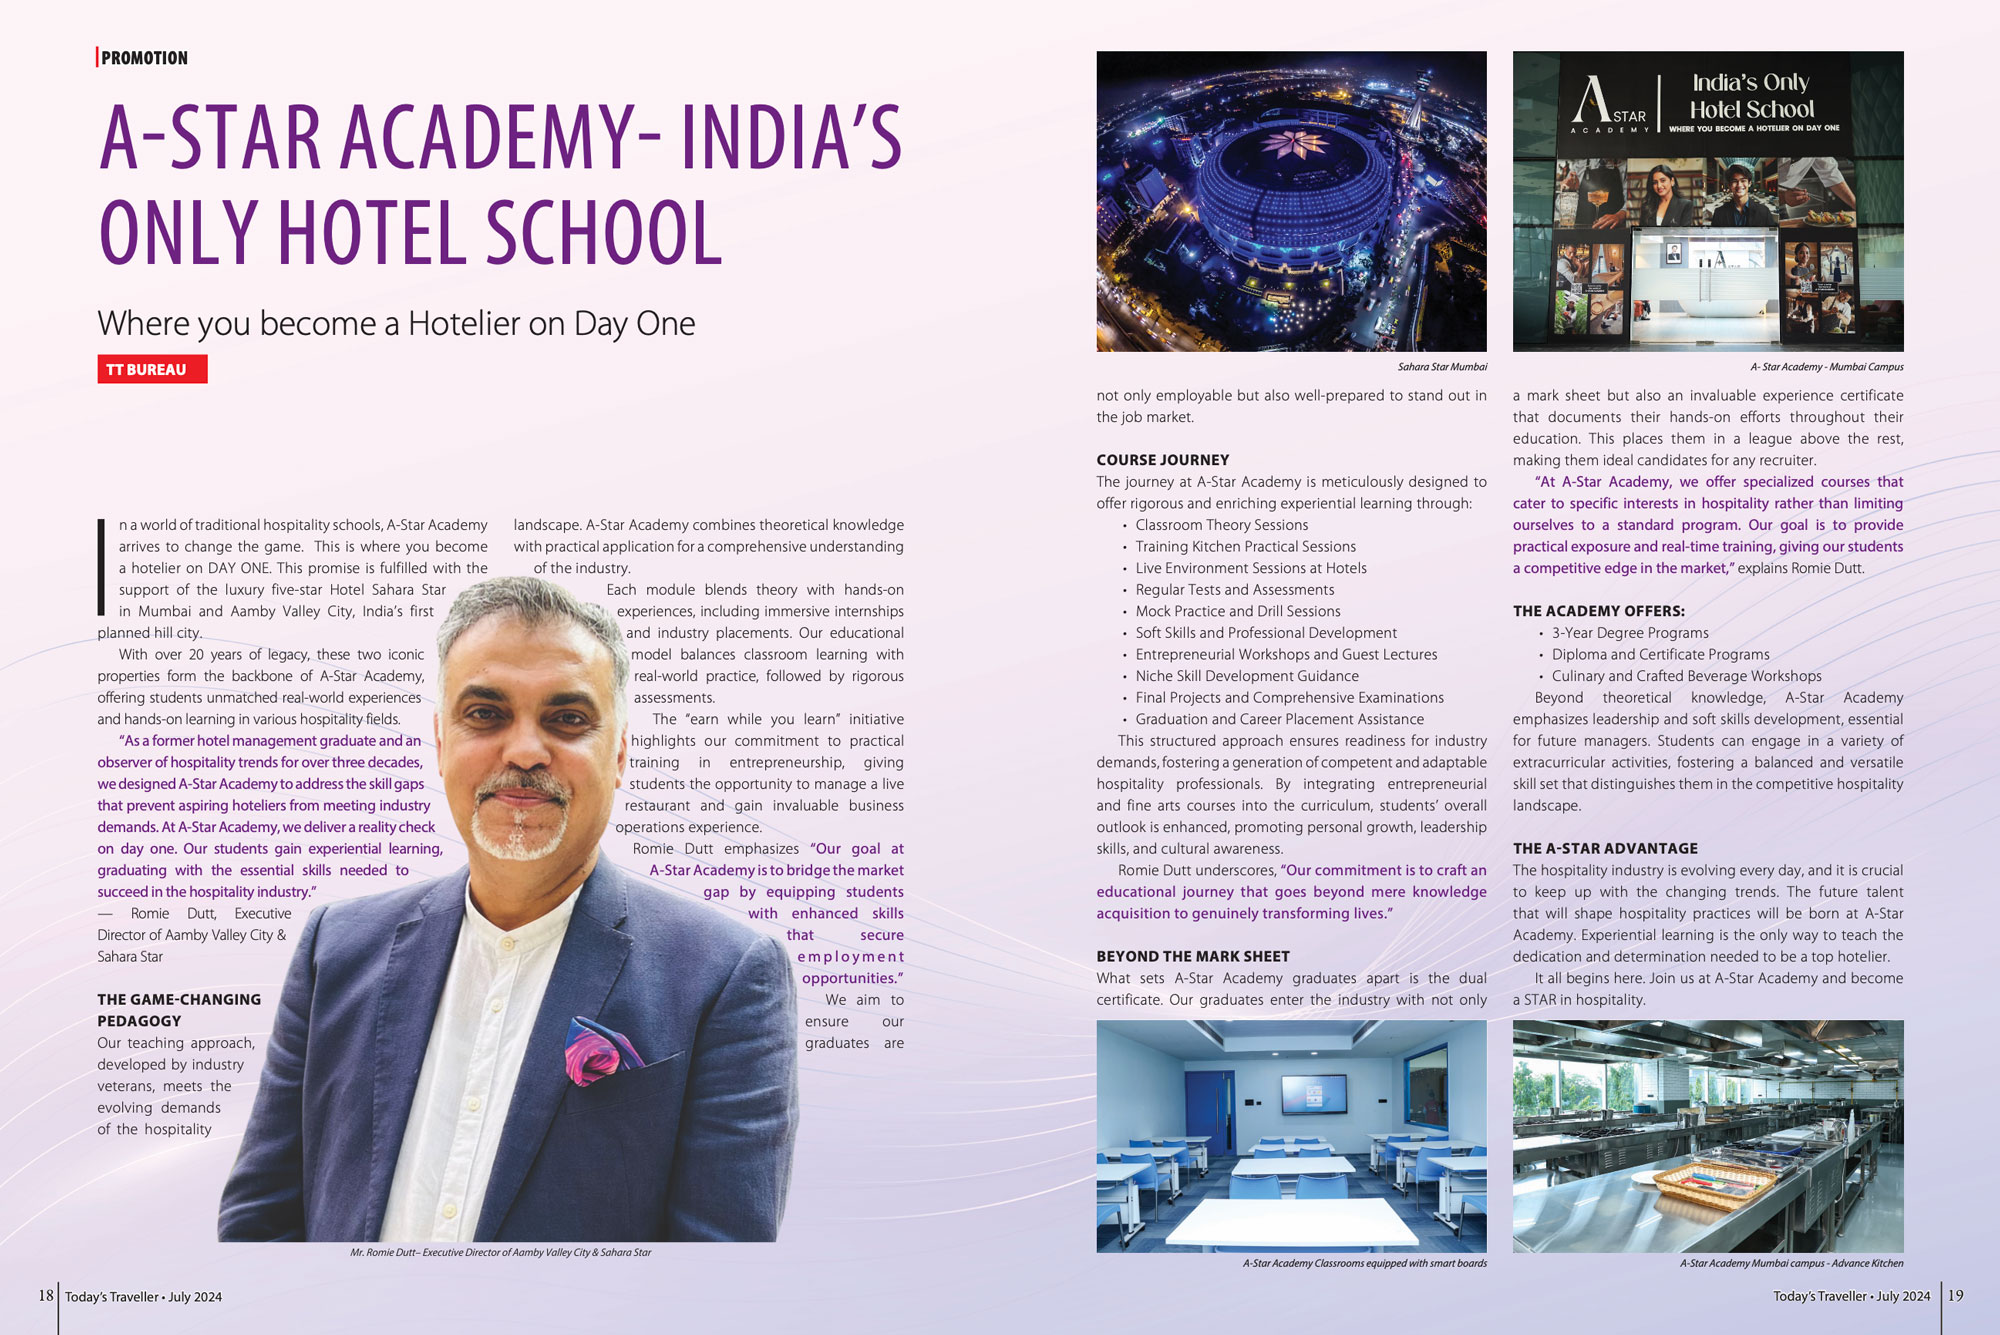 PROMOTION
A-STAR ACADEMY- INDIA'S
ONLY HOTEL SCHOOL
Where you become a Hotelier on Day One
TT BUREAU
In a world of traditional hospitality schools, A-Star Academy
arrives to change the game. This is where you become
a hotelier on DAY ONE. This promise is fulfilled with the
support of the luxury five-star Hotel Sahara Star
in Mumbai and Aamby Valley City, India's first
planned hill city.
With over 20 years of legacy, these two iconic
properties form the backbone of A-Star Academy,
offering students unmatched real-world experiences
and hands-on learning in various hospitality fields.
"As a former hotel management graduate and an
observer of hospitality trends for over three decades,
we designed A-Star Academy to address the skill gaps
that prevent aspiring hoteliers from meeting industry
demands. At A-Star Academy, we deliver a reality check
on day one. Our students gain experiential learning,
graduating with the essential skills needed to
succeed in the hospitality industry."
— Romie Dutt, Executive
Director of Aamby Valley City &
Sahara Star
THE GAME-CHANGING
PEDAGOGY
Our teaching approach,
developed by industry
veterans, meets the
evolving demands
of the hospitality
landscape. A-Star Academy combines theoretical knowledge
with practical application for a comprehensive understanding
of the industry.
Each module blends theory with hands-on
experiences, including immersive internships
and industry placements. Our educational
model balances classroom learning with
real-world practice, followed by rigorous
assessments.
The "earn while you learn" initiative
highlights our commitment to practical
training in entrepreneurship, giving
students the opportunity to manage a live
restaurant and gain invaluable business
operations experience.
Romie Dutt emphasizes "Our goal at
A-Star Academy is to bridge the market
gap by equipping students
with enhanced skills
that secure
employment
opportunities."
We aim to
ensure our
graduates are
Mr. Romie Dutt– Executive Director of Aamby Valley City & Sahara Star
18 Today's Traveller • July 2024
Sahara Star Mumbai
not only employable but also well-prepared to stand out in
the job market.
COURSE JOURNEY
The journey at A-Star Academy is meticulously designed to
offer rigorous and enriching experiential learning through:
• Classroom Theory Sessions
• Training Kitchen Practical Sessions
• Live Environment Sessions at Hotels
• Regular Tests and Assessments
• Mock Practice and Drill Sessions
• Soft Skills and Professional Development
• Entrepreneurial Workshops and Guest Lectures
• Niche Skill Development Guidance
• Final Projects and Comprehensive Examinations
• Graduation and Career Placement Assistance
This structured approach ensures readiness for industry
demands, fostering a generation of competent and adaptable
hospitality professionals. By integrating entrepreneurial
and fine arts courses into the curriculum, students' overall
outlook is enhanced, promoting personal growth, leadership
skills, and cultural awareness.
Romie Dutt underscores, "Our commitment is to craft an
educational journey that goes beyond mere knowledge
acquisition to genuinely transforming lives."
BEYOND THE MARK SHEET
What sets A-Star Academy graduates apart is the dual
certificate. Our graduates enter the industry with not only
A-Star Academy Classrooms equipped with smart boards
A STAR
ACADEMY
India's Only
Hotel School
WHERE YOU BECOME A HOTELIER ON DAY ONE
A STAR
A- Star Academy - Mumbai Campus
a mark sheet but also an invaluable experience certificate
that documents their hands-on efforts throughout their
education. This places them in a league above the rest,
making them ideal candidates for any recruiter.
"At A-Star Academy, we offer specialized courses that
cater to specific interests in hospitality rather than limiting
ourselves to a standard program. Our goal is to provide
practical exposure and real-time training, giving our students
a competitive edge in the market," explains Romie Dutt.
THE ACADEMY OFFERS:
• 3-Year Degree Programs
• Diploma and Certificate Programs
• Culinary and Crafted Beverage Workshops
Beyond theoretical knowledge, A-Star Academy
emphasizes leadership and soft skills development, essential
for future managers. Students can engage in a variety of
extracurricular activities, fostering a balanced and versatile
skill set that distinguishes them in the competitive hospitality
landscape.
THE A-STAR ADVANTAGE
The hospitality industry is evolving every day, and it is crucial
to keep up with the changing trends. The future talent
that will shape hospitality practices will be born at A-Star
Academy. Experiential learning is the only way to teach the
dedication and determination needed to be a top hotelier.
It all begins here. Join us at A-Star Academy and become
a STAR in hospitality.
A-Star Academy Mumbai campus - Advance Kitchen
Today's Traveller • July 2024 19